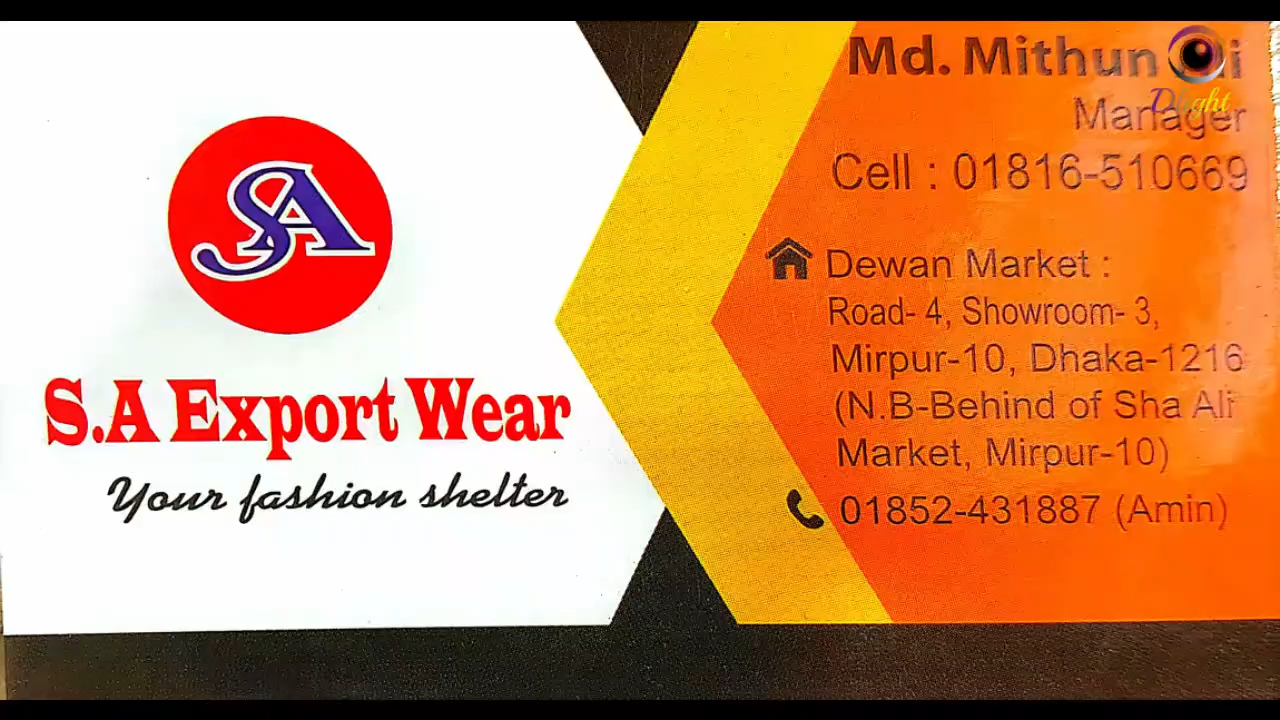 SA
S.A Export Wear
Your fashion shelter
Md. Mithun
Manager
Cell : 01816-510669
Dewan Market :
Road- 4, Showroom- 3,
Mirpur-10, Dhaka-1216
(N.B-Behind of Sha Ali
Market, Mirpur-10)
01852-431887 (Amin)